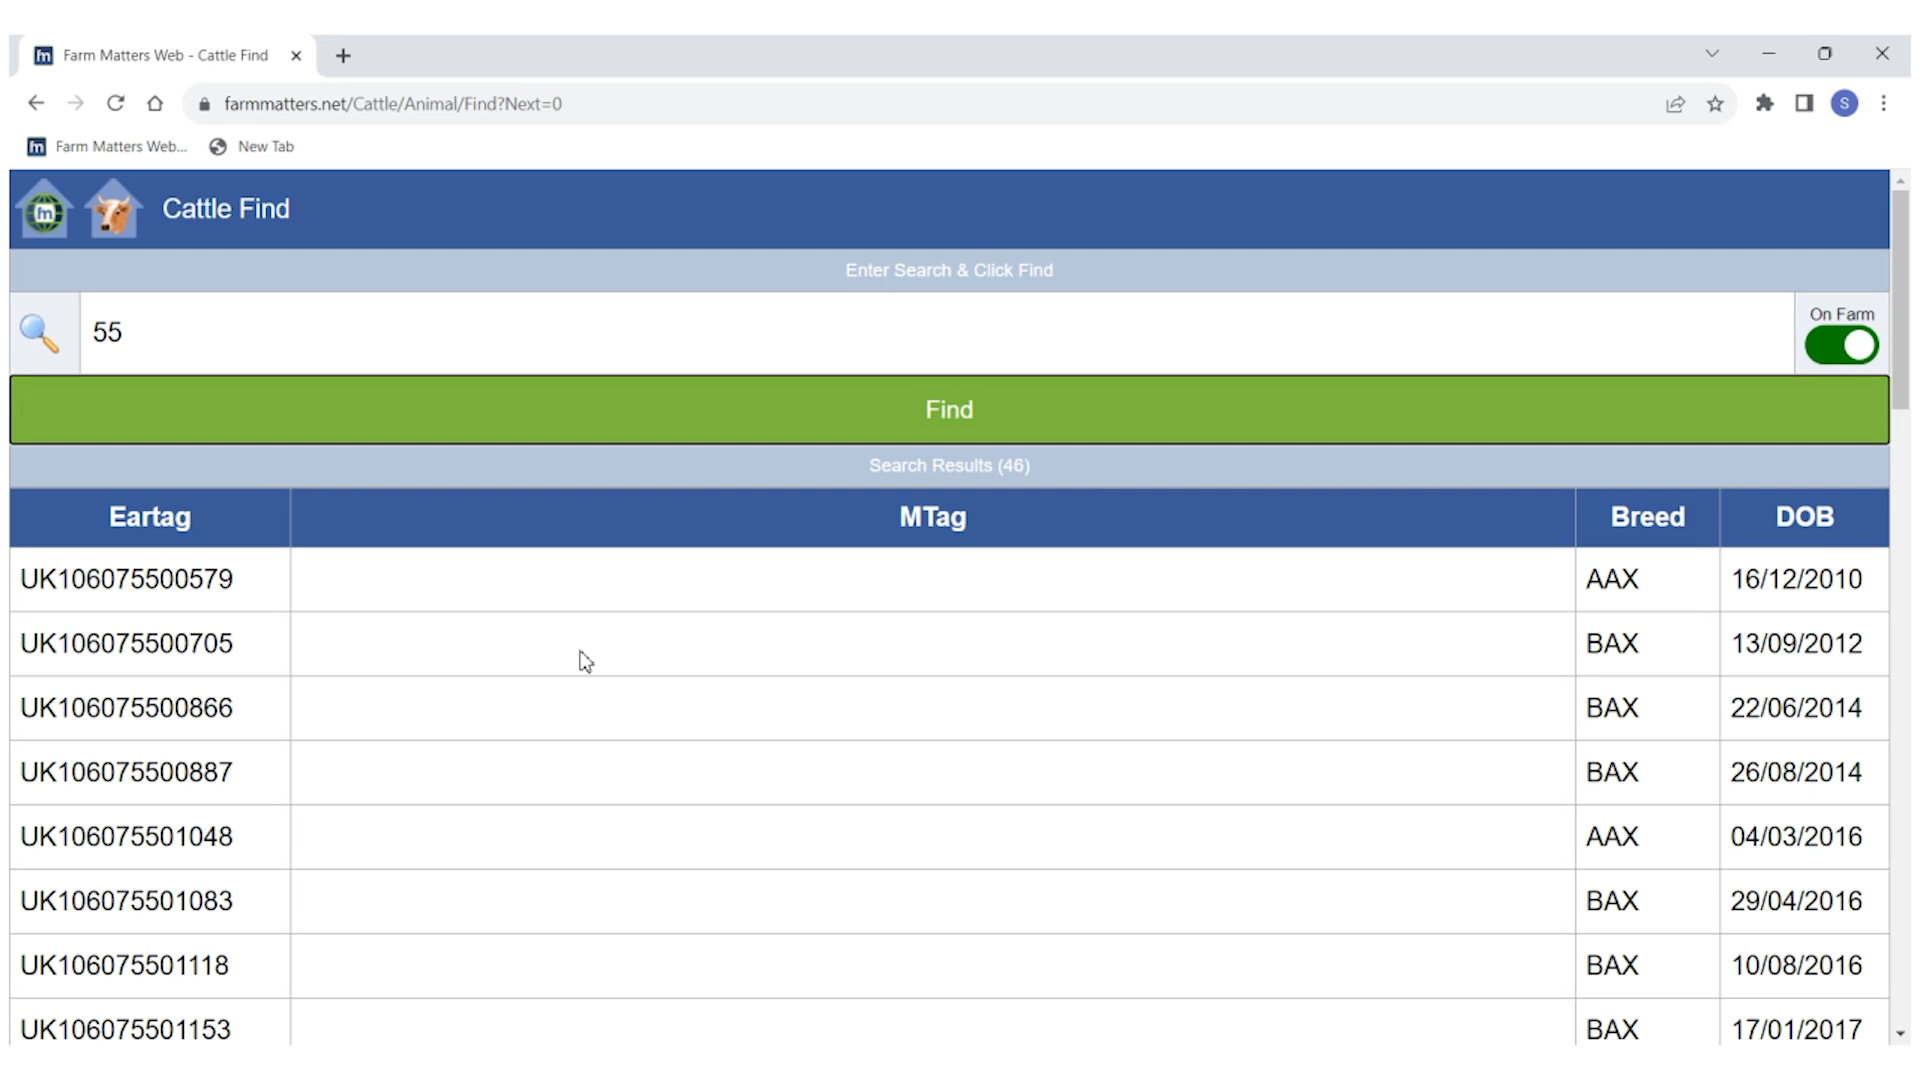 Farm Matters Web - Cattle Find
farmmatters.net/Cattle/Animal/Find?Next=0
S
Farm Matters Web... New Tab
fm Cattle Find
Enter Search & Click Find
55
On Farm
Find
Search Results (46)
Eartag MTag Breed DOB
UK106075500579 AAX 16/12/2010
UK106075500705 BAX 13/09/2012
UK106075500866 BAX 22/06/2014
UK106075500887 BAX 26/08/2014
UK106075501048 AAX 04/03/2016
UK106075501083 BAX 29/04/2016
UK106075501118 BAX 10/08/2016
UK106075501153 BAX 17/01/2017